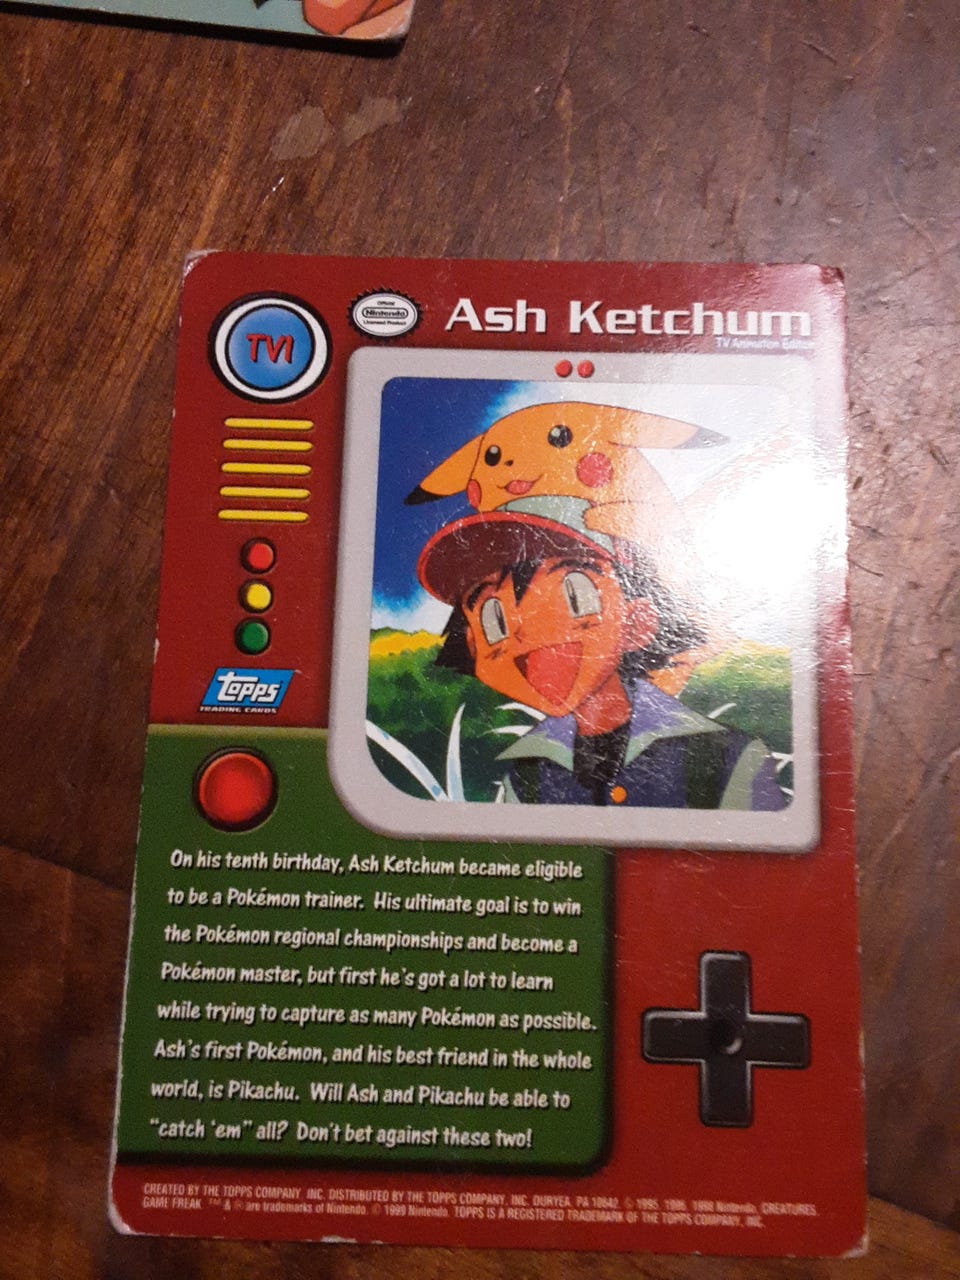 TV1
Official
Nintendo
Licensed Product
Ash Ketchum
TV Animation Edition
topps
TRADING CARDS
On his tenth birthday, Ash Ketchum became eligible
to be a Pokémon trainer. His ultimate goal is to win
the Pokémon regional championships and become a
Pokémon master, but first he's got a lot to learn
while trying to capture as many Pokémon as possible.
Ash's first Pokémon, and his best friend in the whole
world, is Pikachu. Will Ash and Pikachu be able to
"catch 'em" all? Don't bet against these two!
CREATED BY THE TOPPS COMPANY, INC. DISTRIBUTED BY THE TOPPS COMPANY, INC. DURYEA, PA 18642. © 1995, 1996, 1998 Nintendo, CREATURES,
GAME FREAK. ™ & ® are trademarks of Nintendo. © 1999 Nintendo. TOPPS IS A REGISTERED TRADEMARK OF THE TOPPS COMPANY, INC.